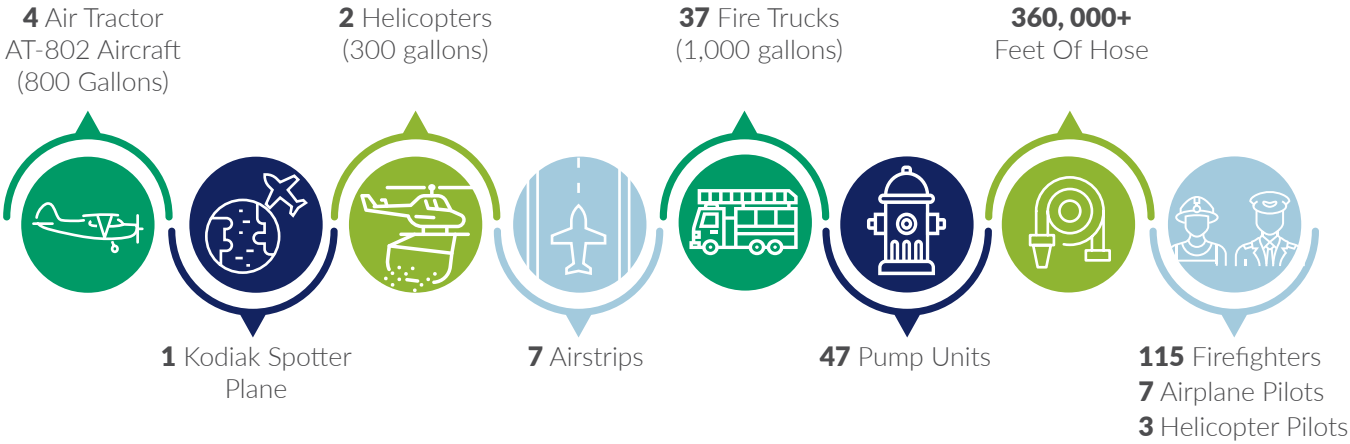 4 Air Tractor
AT-802 Aircraft
(800 Gallons)
2 Helicopters
(300 gallons)
37 Fire Trucks
(1,000 gallons)
360, 000+
Feet Of Hose
1 Kodiak Spotter
Plane
7 Airstrips
47 Pump Units
115 Firefighters
7 Airplane Pilots
3 Helicopter Pilots